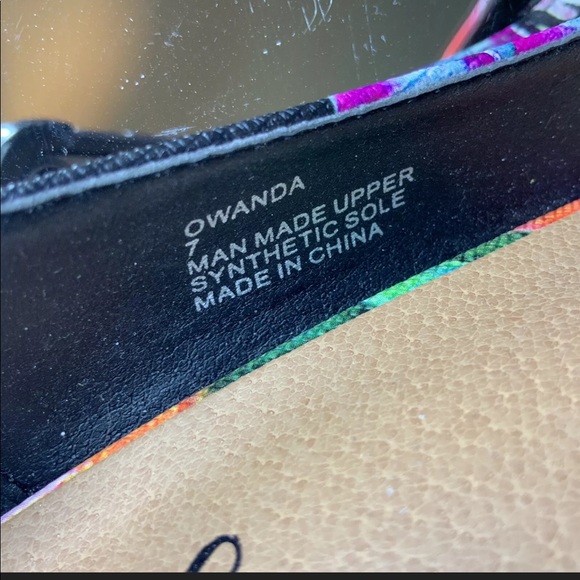 OWANDA
7
MAN MADE UPPER
SYNTHETIC SOLE
MADE IN CHINA